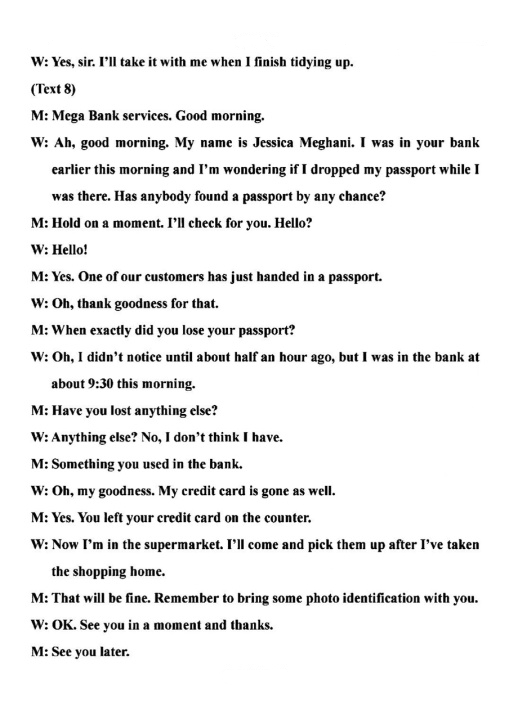 W: Yes, sir. I'll take it with me when I finish tidying up.
(Text 8)
M: Mega Bank services. Good morning.
W: Ah, good morning. My name is Jessica Meghani. I was in your bank
earlier this morning and I'm wondering if I dropped my passport while I
was there. Has anybody found a passport by any chance?
M: Hold on a moment. I'll check for you. Hello?
W: Hello!
M: Yes. One of our customers has just handed in a passport.
W: Oh, thank goodness for that.
M: When exactly did you lose your passport?
W: Oh, I didn't notice until about half an hour ago, but I was in the bank at
about 9:30 this morning.
M: Have you lost anything else?
W: Anything else? No, I don't think I have.
M: Something you used in the bank.
W: Oh, my goodness. My credit card is gone as well.
M: Yes. You left your credit card on the counter.
W: Now I'm in the supermarket. I'll come and pick them up after I've taken
the shopping home.
M: That will be fine. Remember to bring some photo identification with you.
W: OK. See you in a moment and thanks.
M: See you later.